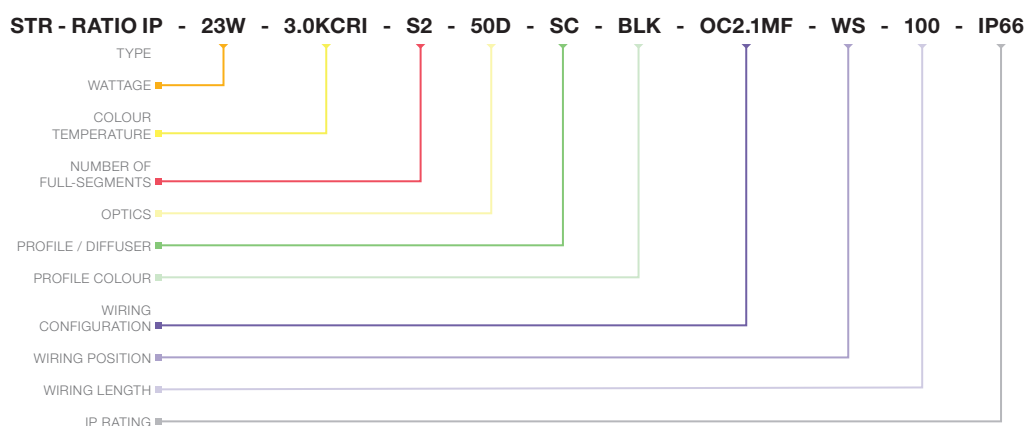 STR - RATIO IP - 23W - 3.0KCRI - S2 - 50D - SC - BLK - OC2.1MF - WS - 100 - IP66
TYPE
WATTAGE
COLOUR
TEMPERATURE
NUMBER OF
FULL-SEGMENTS
OPTICS
PROFILE / DIFFUSER
PROFILE COLOUR
WIRING
CONFIGURATION
WIRING POSITION
WIRING LENGTH
IP RATING